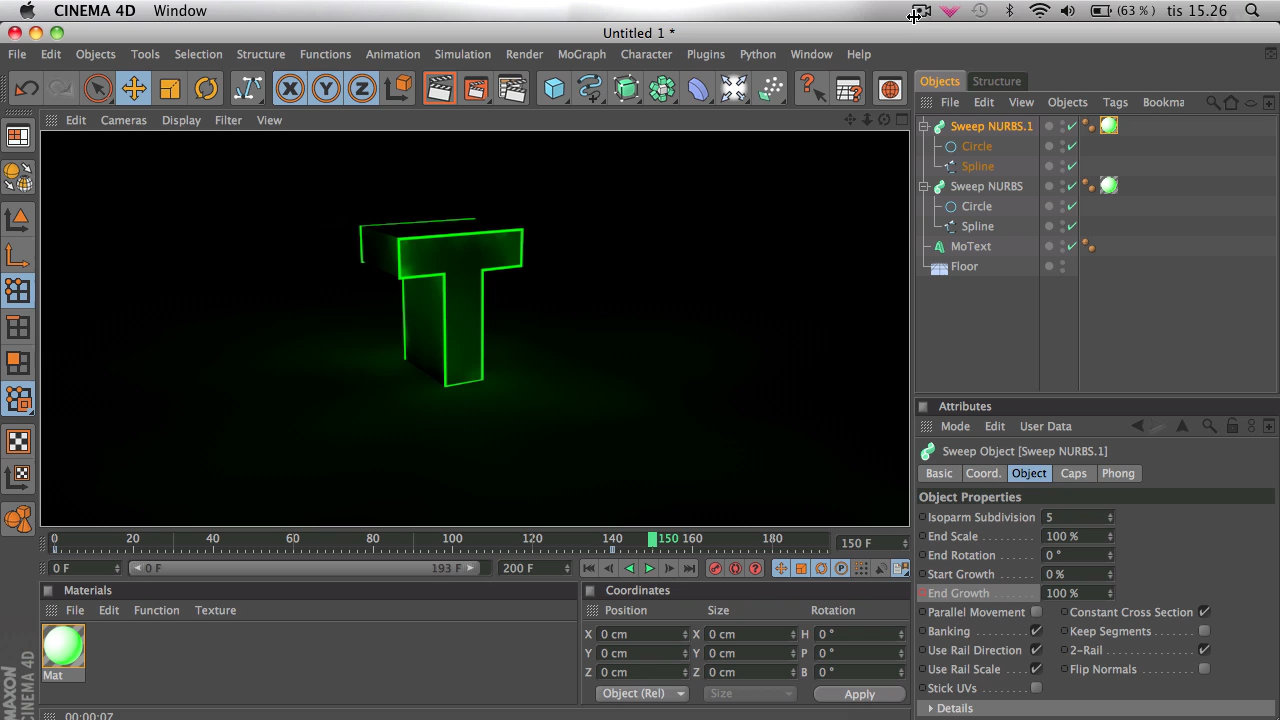 CINEMA 4D Window (63 %) tis 15.26
Untitled 1 *
File Edit Objects Tools Selection Structure Functions Animation Simulation Render MoGraph Character Plugins Python Window Help
Objects Structure
File Edit View Objects Tags Bookma
Edit Cameras Display Filter View
Sweep NURBS.1
Circle
Spline
Sweep NURBS
Circle
Spline
MoText
Floor
T
Attributes
Mode Edit User Data
Sweep Object [Sweep NURBS.1]
Basic Coord. Object Caps Phong
Object Properties
Isoparm Subdivision 5
End Scale 100 %
End Rotation 0 °
Start Growth 0 %
End Growth 100 %
Parallel Movement Constant Cross Section
Banking Keep Segments
Use Rail Direction 2-Rail
Use Rail Scale Flip Normals
Stick UVs
Details
0 20 40 60 80 100 120 140 150 160 180 150 F
0 F 0 F 193 F 200 F
Materials
File Edit Function Texture
Mat
Coordinates
Position Size Rotation
X 0 cm X 0 cm H 0 °
Y 0 cm Y 0 cm P 0 °
Z 0 cm Z 0 cm B 0 °
Object (Rel) Size Apply
MAXON
CINEMA 4D
00:00:07